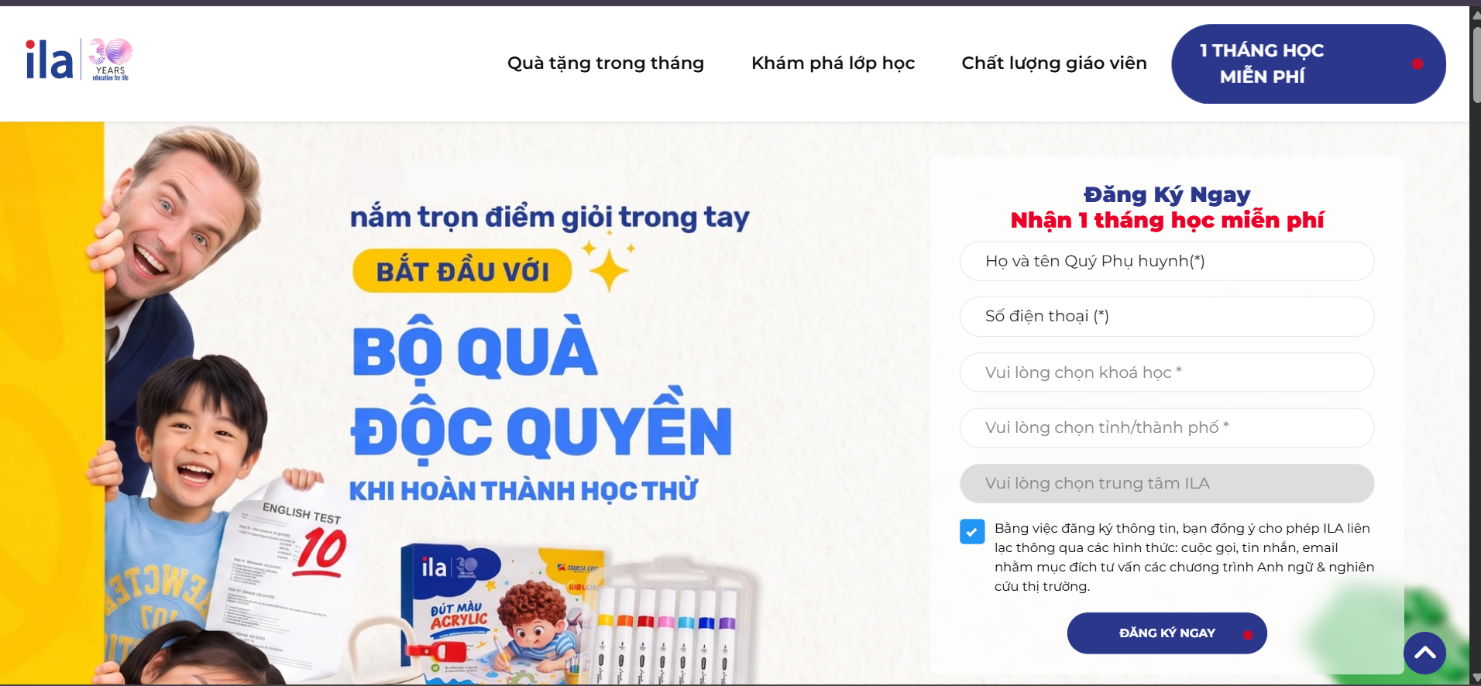 ila
30
YEARS
education for life
Quà tặng trong tháng
Khám phá lớp học
Chất lượng giáo viên
1 THÁNG HỌC
MIỄN PHÍ
nắm trọn điểm giỏi trong tay
BẮT ĐẦU VỚI
BỘ QUÀ
ĐỘC QUYỀN
KHI HOÀN THÀNH HỌC THỬ
ENGLISH TEST
10
ila
BÚT MÀU
ACRYLIC
Đăng Ký Ngay
Nhận 1 tháng học miễn phí
Họ và tên Quý Phụ huynh(*)
Số điện thoại (*)
Vui lòng chọn khoá học *
Vui lòng chọn tỉnh/thành phố *
Vui lòng chọn trung tâm ILA
Bằng việc đăng ký thông tin, bạn đồng ý cho phép ILA liên
lạc thông qua các hình thức: cuộc gọi, tin nhắn, email
nhằm mục đích tư vấn các chương trình Anh ngữ & nghiên
cứu thị trường.
ĐĂNG KÝ NGAY